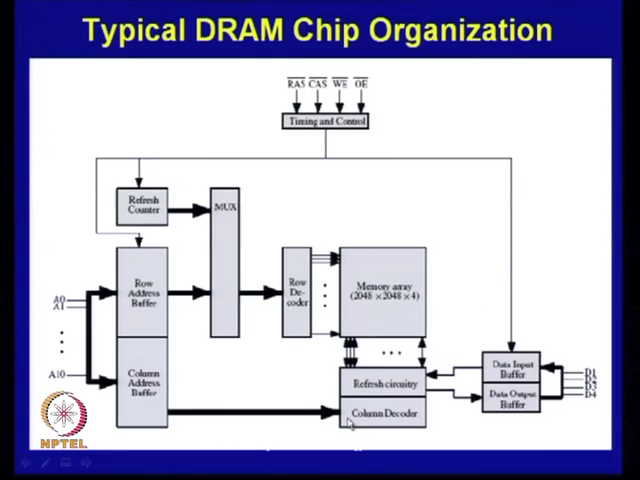 Typical DRAM Chip Organization
RAS CAS WE OE
Timing and Control
Refresh
Counter
MUX
Row
Address
Buffer
Row
De-
coder
Memory array
(2048 × 2048 × 4)
A0
A1
A10
Column
Address
Buffer
Refresh circuitry
Column Decoder
Data Input
Buffer
Data Output
Buffer
D1
D2
D3
D4
NPTEL